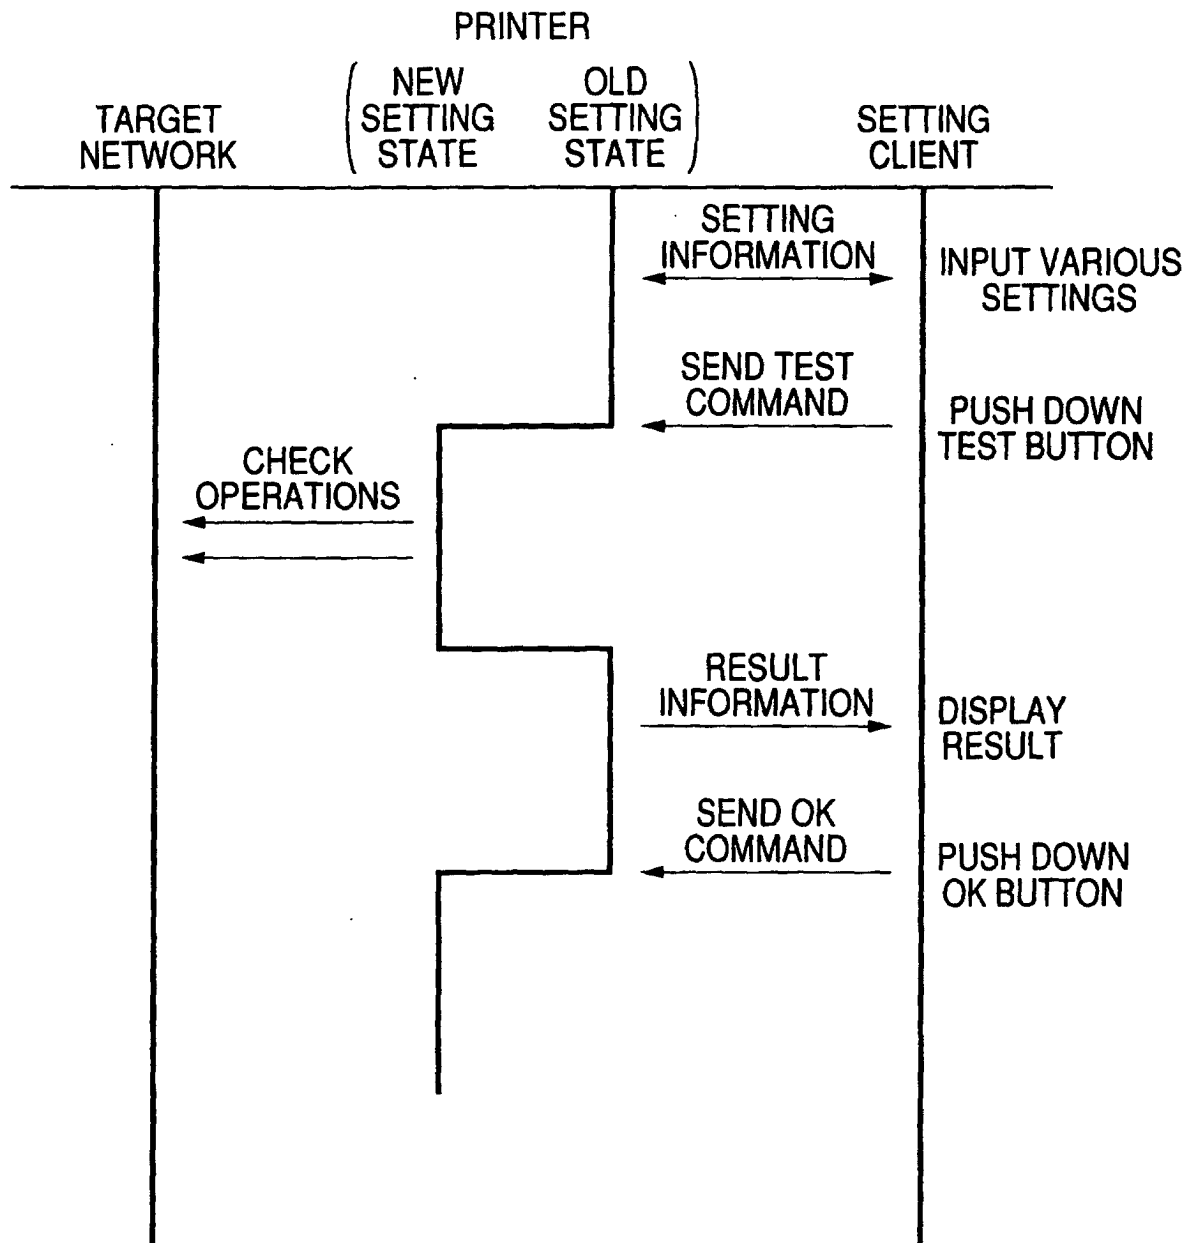 PRINTER
TARGET
NETWORK
NEW
SETTING
STATE
OLD
SETTING
STATE
SETTING
CLIENT
SETTING
INFORMATION
INPUT VARIOUS
SETTINGS
SEND TEST
COMMAND
PUSH DOWN
TEST BUTTON
CHECK
OPERATIONS
RESULT
INFORMATION
DISPLAY
RESULT
SEND OK
COMMAND
PUSH DOWN
OK BUTTON